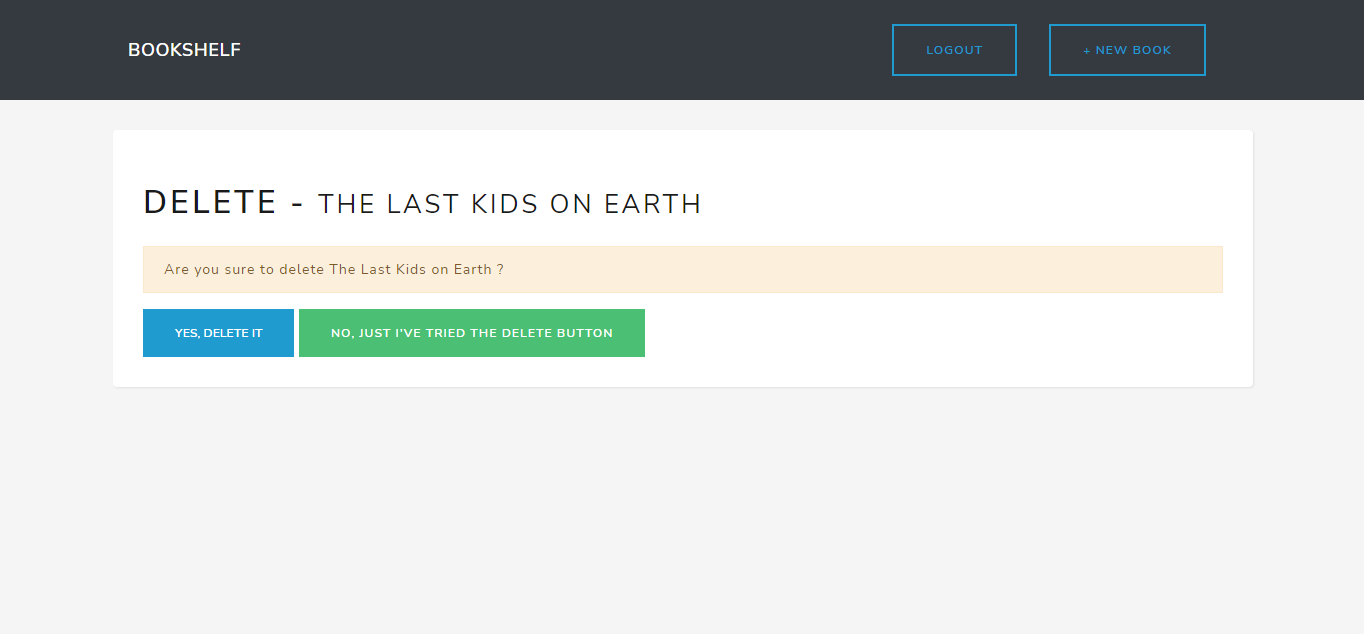 BOOKSHELF
LOGOUT
+ NEW BOOK
DELETE - THE LAST KIDS ON EARTH
Are you sure to delete The Last Kids on Earth ?
YES, DELETE IT
NO, JUST I'VE TRIED THE DELETE BUTTON